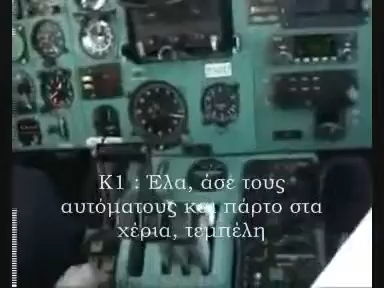 K1 : Έλα, άσε τους
αυτόματους και πάρτο στα
χέρια, τεμπέλη